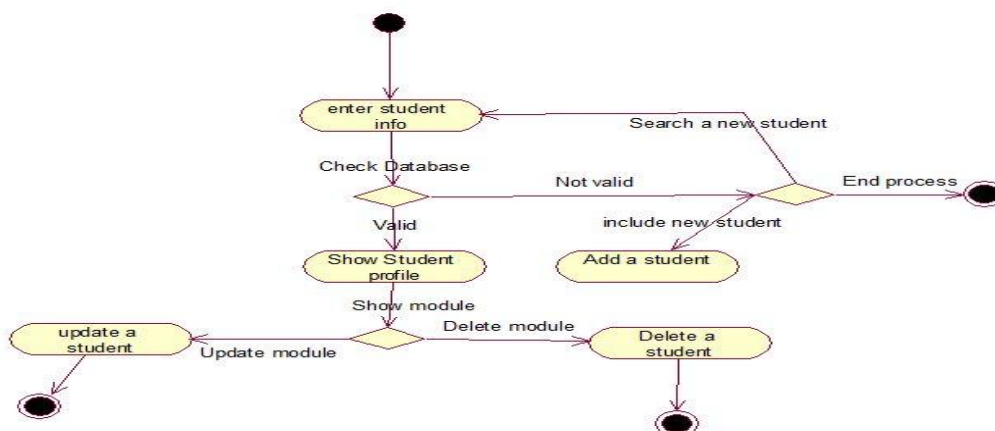 enter student
info
Search a new student
Check Database
Not valid
End process
Valid
include new student
Show Student
profile
Add a student
Show module
update a
student
Update module
Delete module
Delete a
student